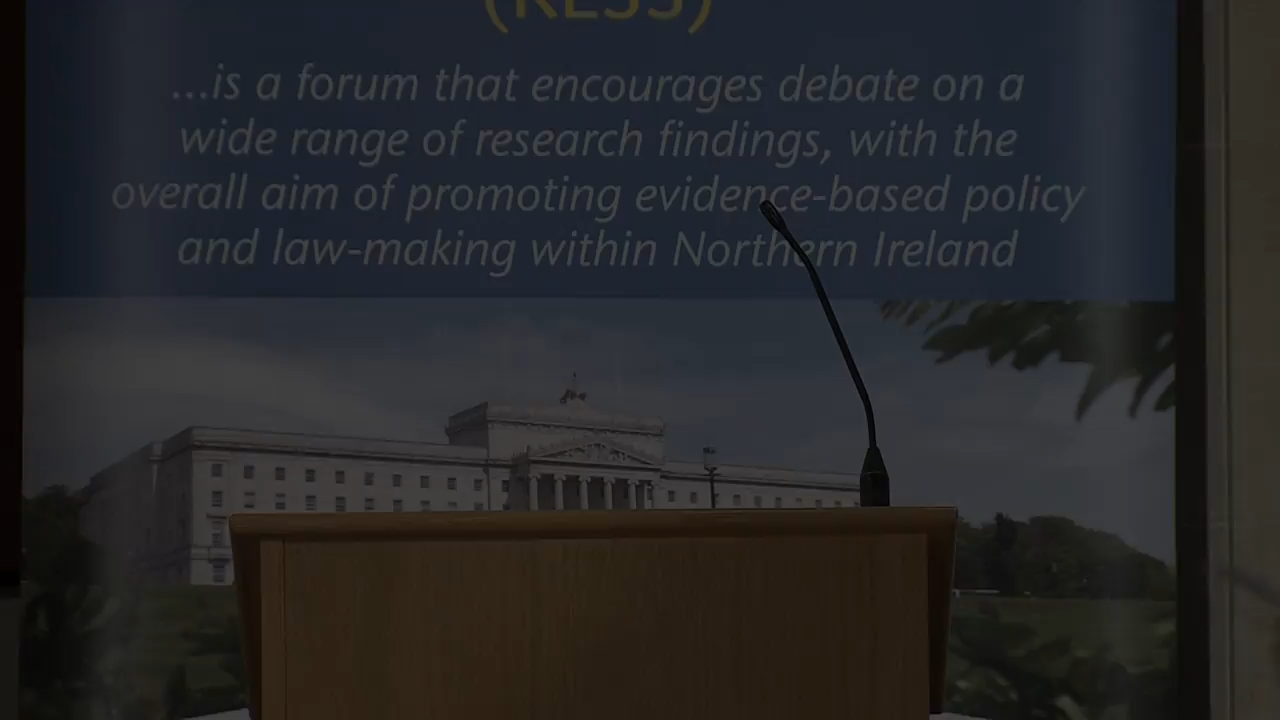 (KESS)
...is a forum that encourages debate on a
wide range of research findings, with the
overall aim of promoting evidence-based policy
and law-making within Northern Ireland